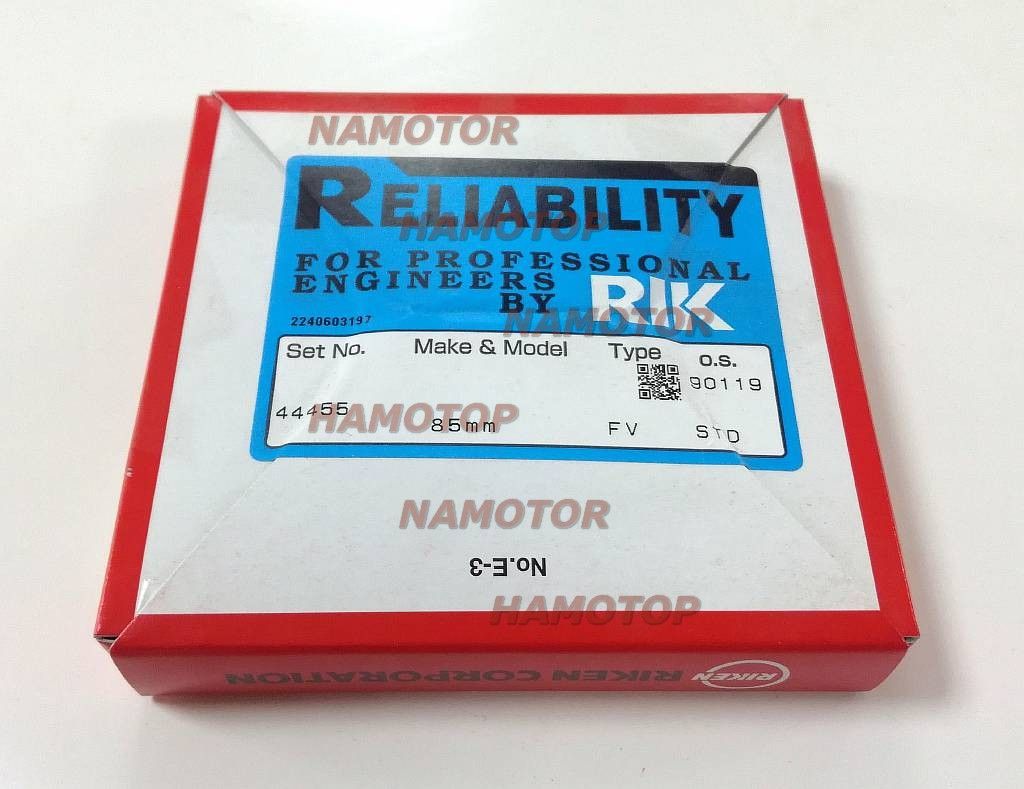 NAMOTOR
RELIABILITY
HAMOTOP
FOR PROFESSIONAL
ENGINEERS
BY RIK
NAMOTOR
2240603197
Set No. Make & Model Type O.S.
90119
44455 85mm FV STD
HAMOTOP
NAMOTOR
No.E-3
HAMOTOP
RIKEN CORPORATION RIKEN